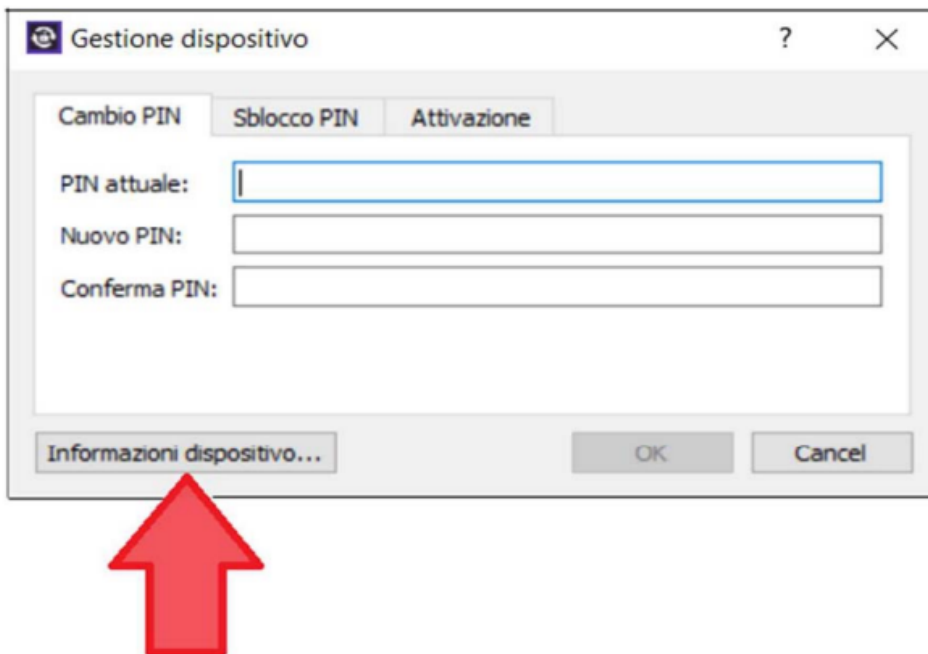 Gestione dispositivo ?
Cambio PIN Sblocco PIN Attivazione
PIN attuale:
Nuovo PIN:
Conferma PIN:
Informazioni dispositivo... OK Cancel